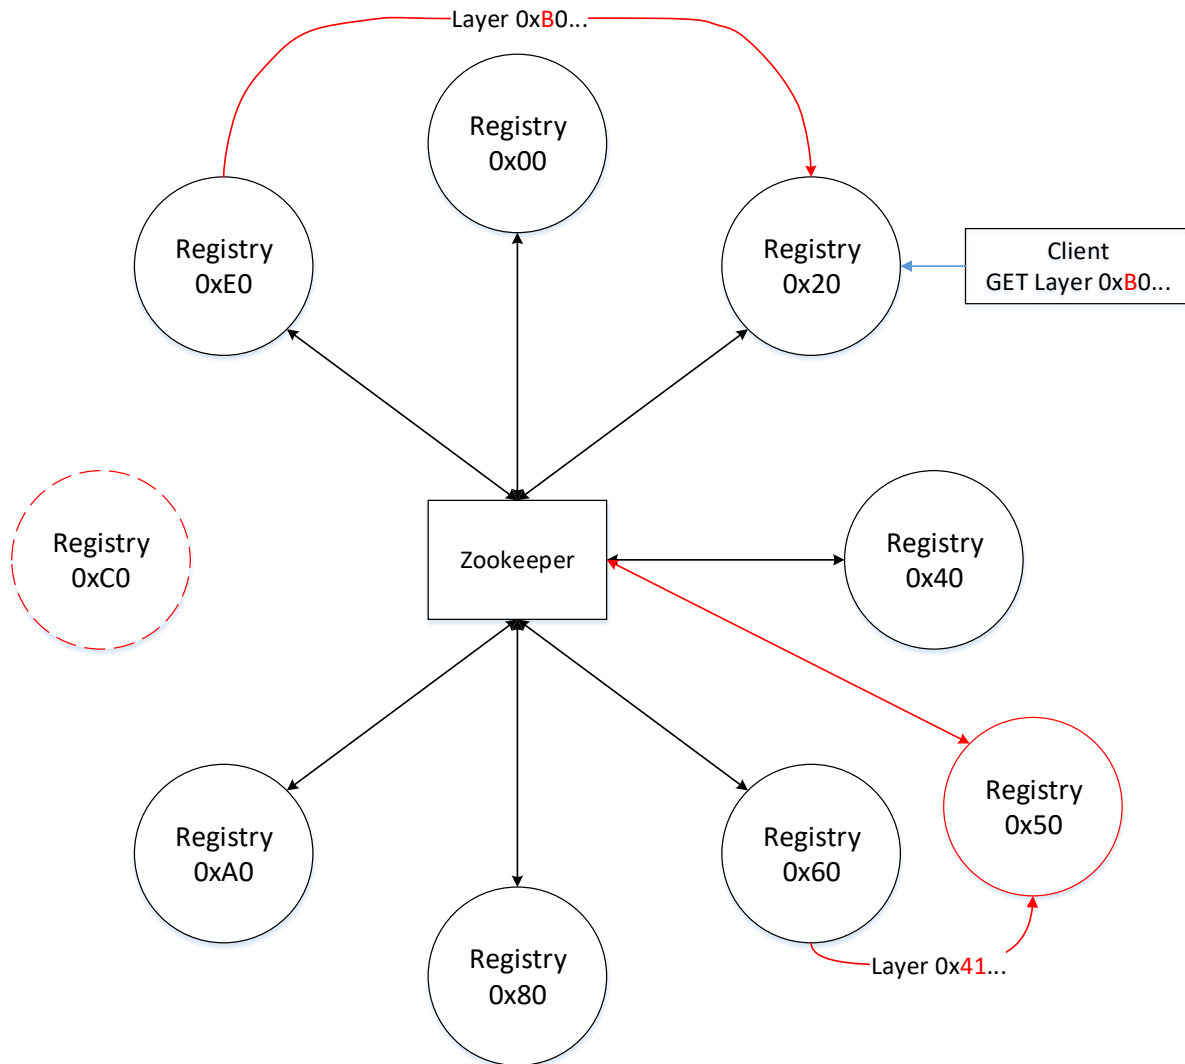 Layer 0xB0...
Registry
0x00
Registry
0xE0
Registry
0x20
Client
GET Layer 0xB0...
Registry
0xC0
Zookeeper
Registry
0x40
Registry
0x50
Registry
0xA0
Registry
0x60
Registry
0x80
Layer 0x41...